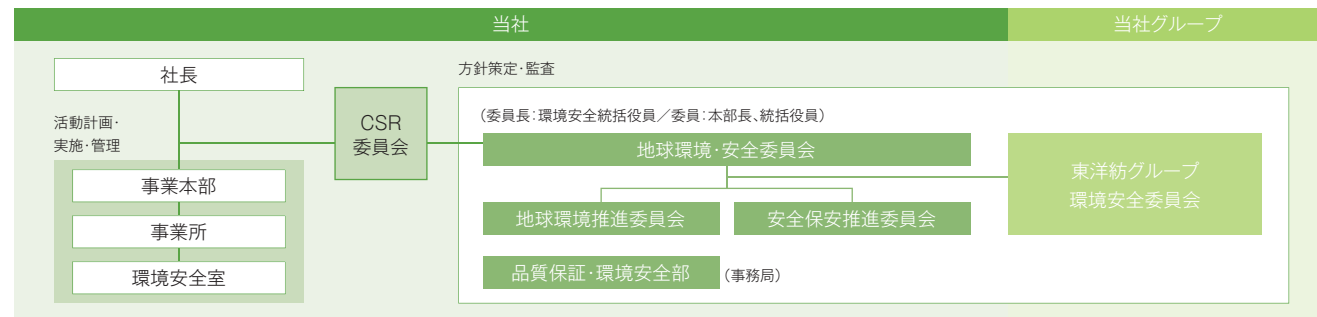 当社
当社グループ
社長
活動計画・
実施・管理
事業本部
事業所
環境安全室
CSR
委員会
方針策定・監査
（委員長：環境安全統括役員／委員：本部長、統括役員）
地球環境・安全委員会
地球環境推進委員会
安全保安推進委員会
品質保証・環境安全部
（事務局）
東洋紡グループ
環境安全委員会